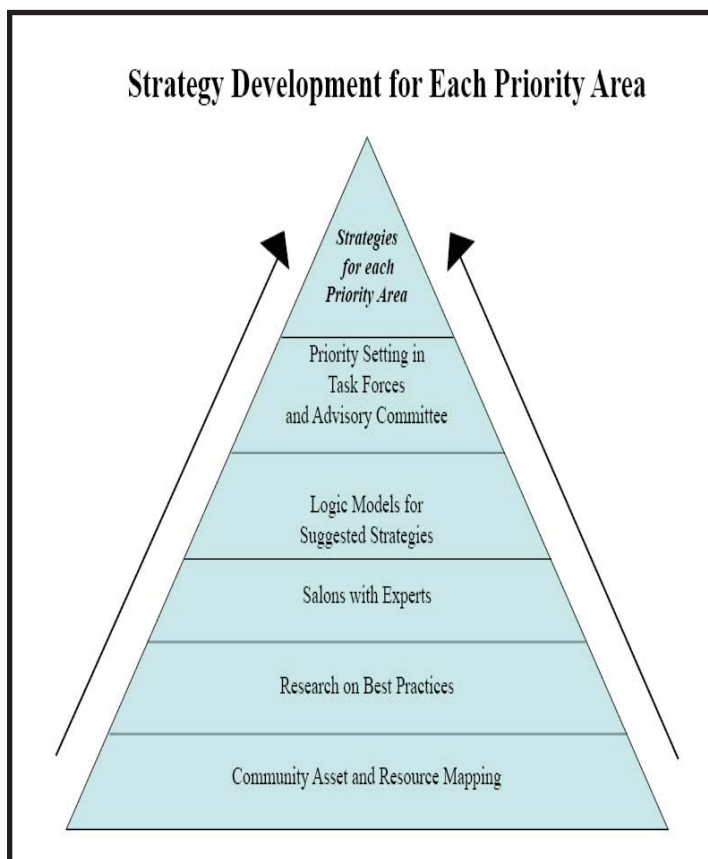 Strategy Development for Each Priority Area
Strategies
for each
Priority Area
Priority Setting in
Task Forces
and Advisory Committee
Logic Models for
Suggested Strategies
Salons with Experts
Research on Best Practices
Community Asset and Resource Mapping